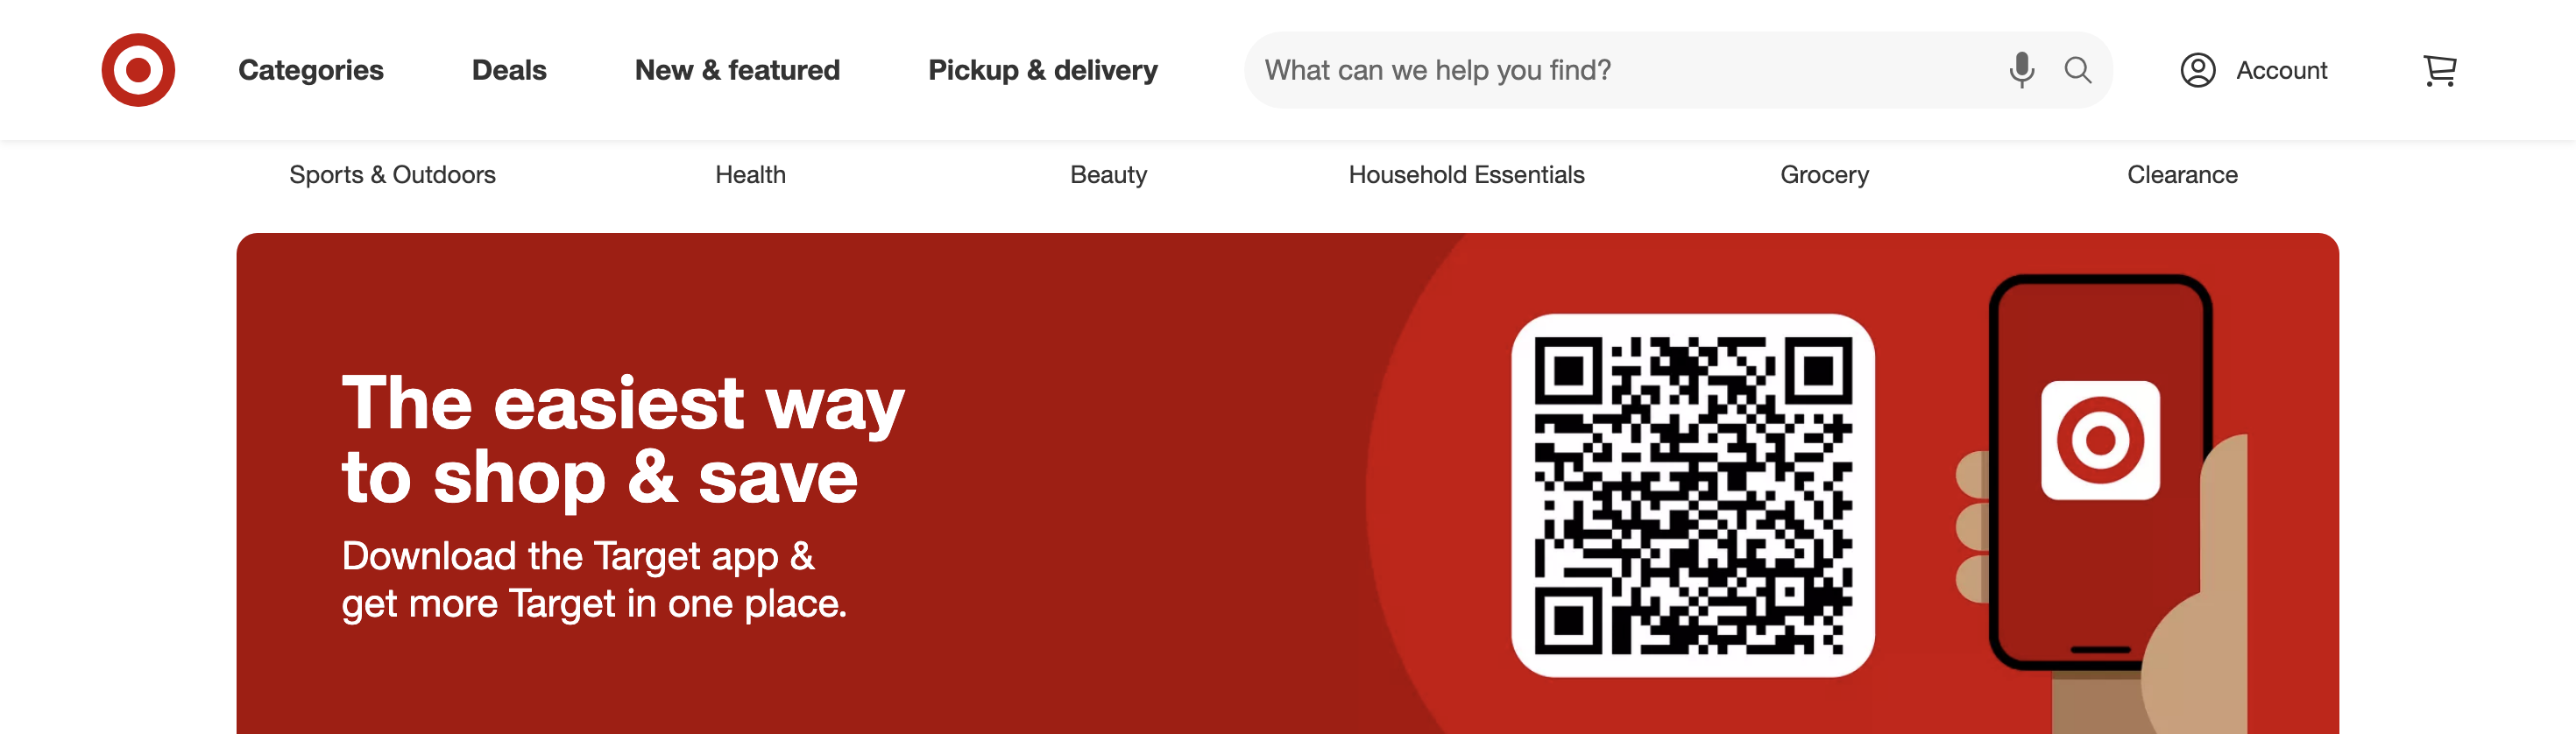 Categories Deals New & featured Pickup & delivery What can we help you find? Account
Sports & Outdoors Health Beauty Household Essentials Grocery Clearance
The easiest way
to shop & save
Download the Target app &
get more Target in one place.